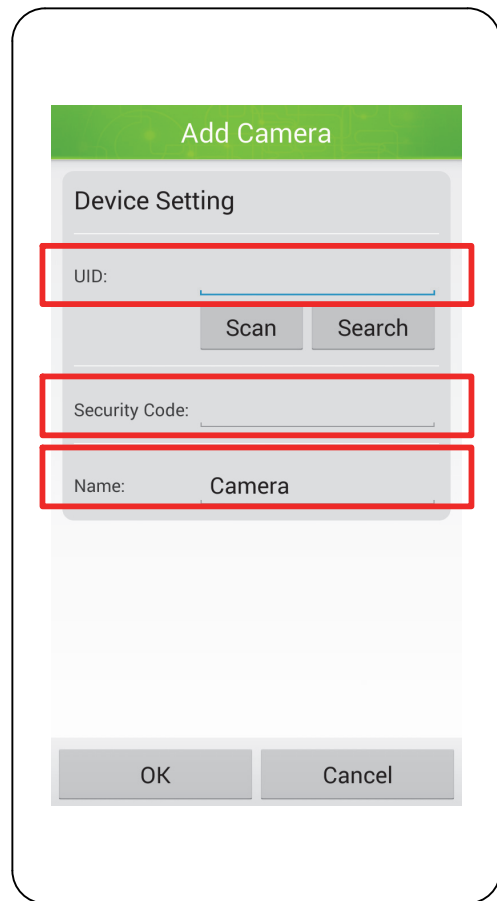 Add Camera
Device Setting
UID:
Scan Search
Security Code:
Name: Camera
OK Cancel